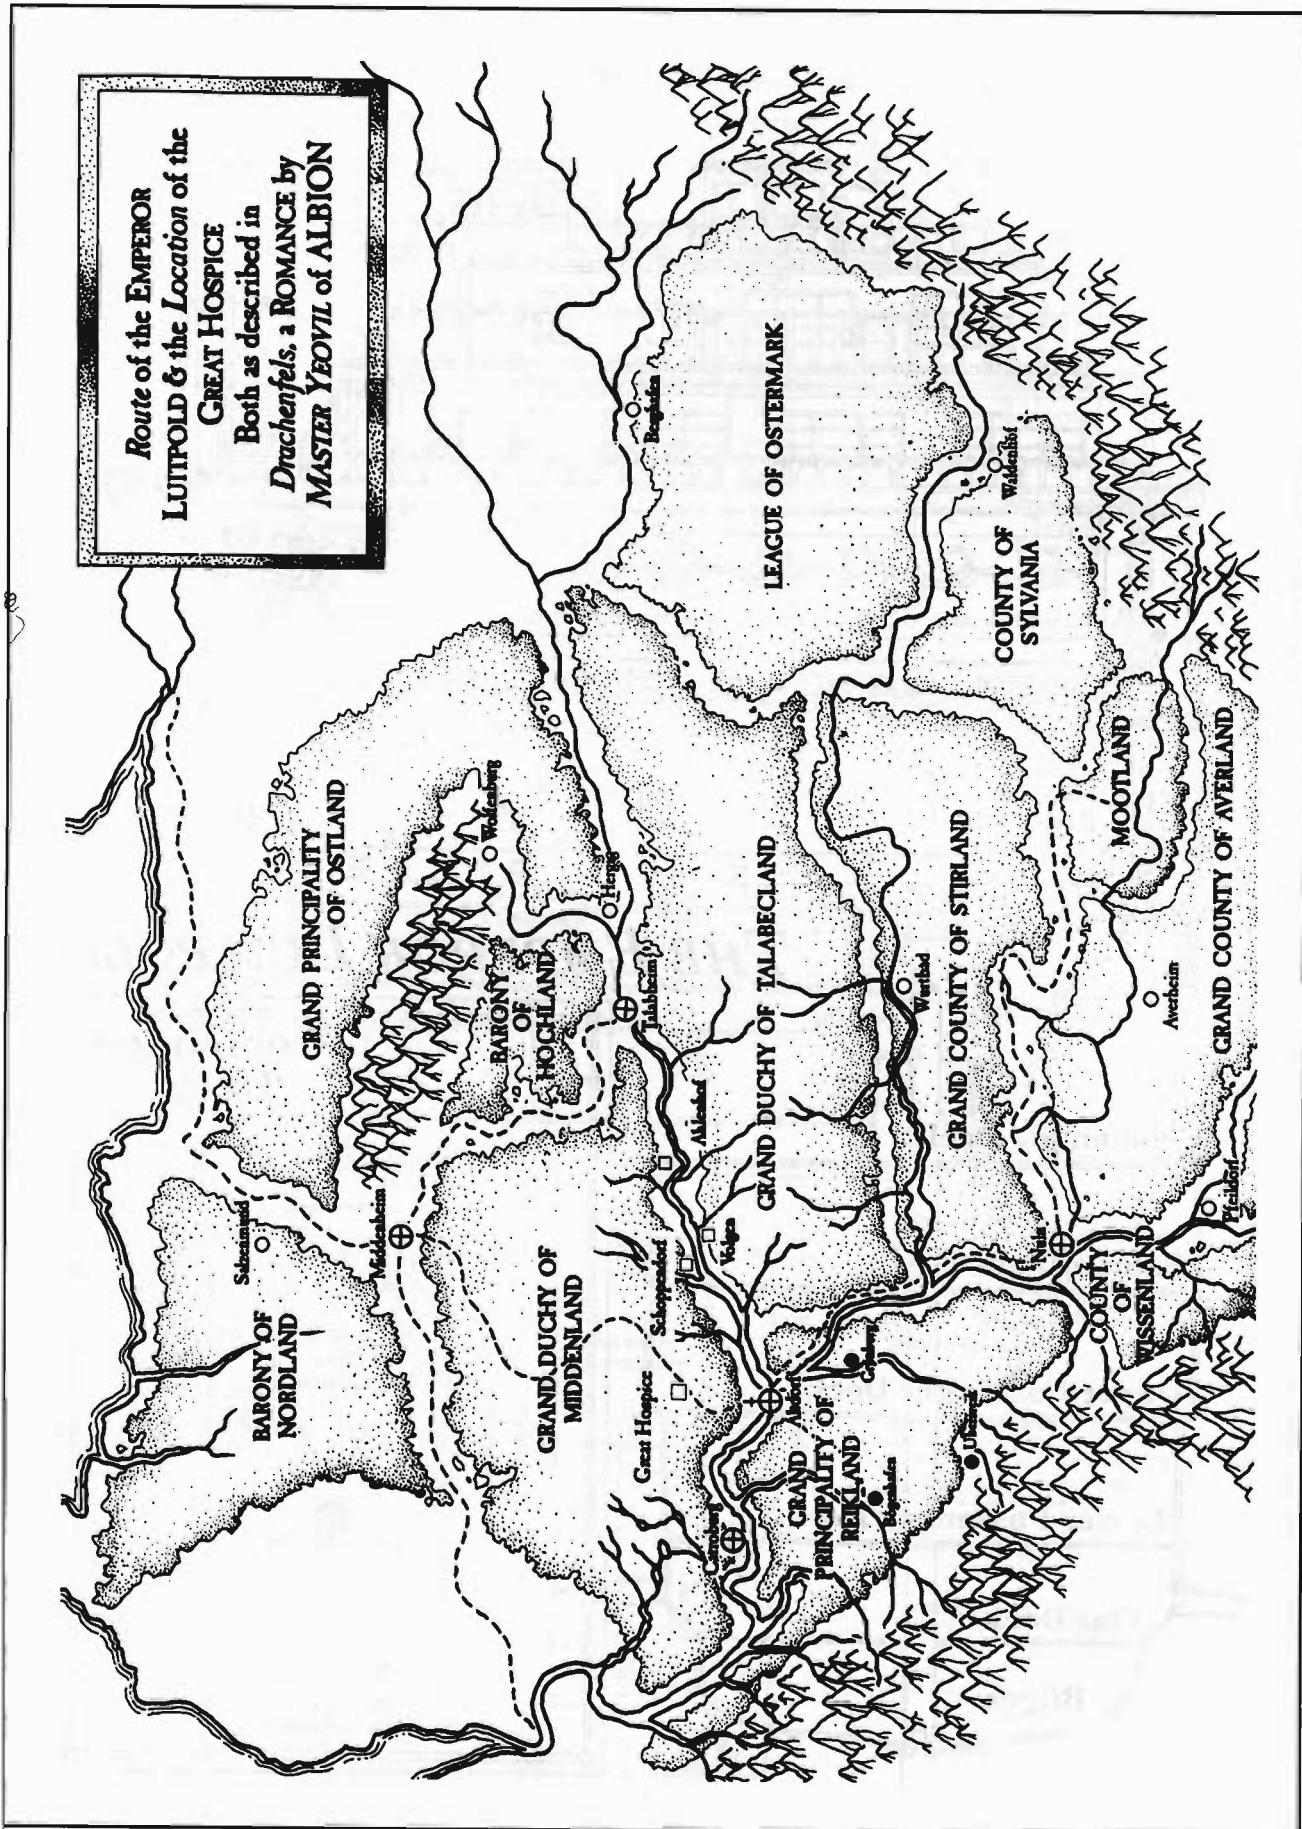 Route of the EMPEROR
LUTPOLD & the Location of the
GREAT HOSPICE
Both as described in
Drachenfels, a ROMANCE by
MASTER YEOVIL of ALBION
BARONY OF
NORDLAND
Salzenmund
Middenheim
GRAND PRINCIPALITY
OF OSTLAND
Wolfenburg
BARONY
OF
HOCHLAND
Hergig
Talabheim
Bechafen
GRAND DUCHY OF
MIDDENLAND
Great Hospice
Schoppendorf
Volgen
Ahlenhof
GRAND DUCHY OF TALABECLAND
LEAGUE OF OSTERMARK
Carroburg
Altdorf
GRAND
PRINCIPALITY OF
REIKLAND
Bögenhafen
Ubersreik
Wurtbad
GRAND COUNTY OF STIRLAND
COUNTY OF
SYLVANIA
Waldenhof
Nuln
COUNTY
OF
WISSENLAND
Pfeildorf
Averheim
MOOTLAND
GRAND COUNTY OF AVERLAND